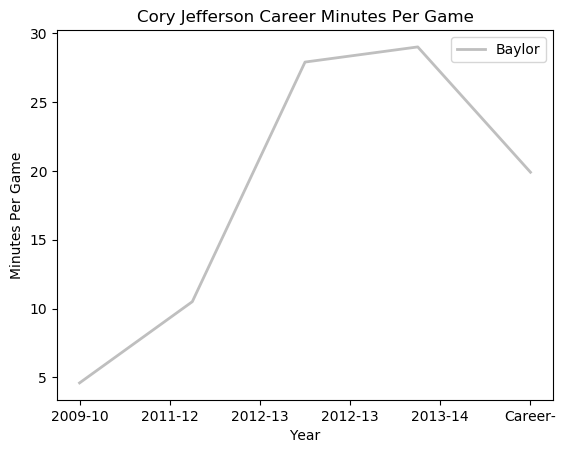 Cory Jefferson Career Minutes Per Game
Baylor
30
25
20
15
10
5
Minutes Per Game
2009-10 2011-12 2012-13 2012-13 2013-14 Career-
Year